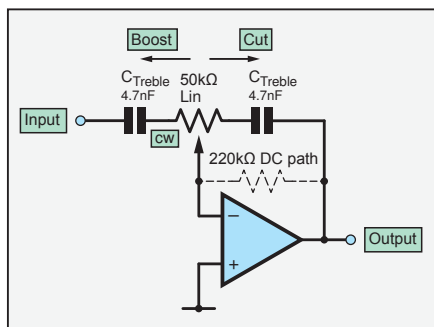 Boost
Cut
CTreble
4.7nF
50kΩ
Lin
CTreble
4.7nF
Input
cw
220kΩ DC path
–
+
Output